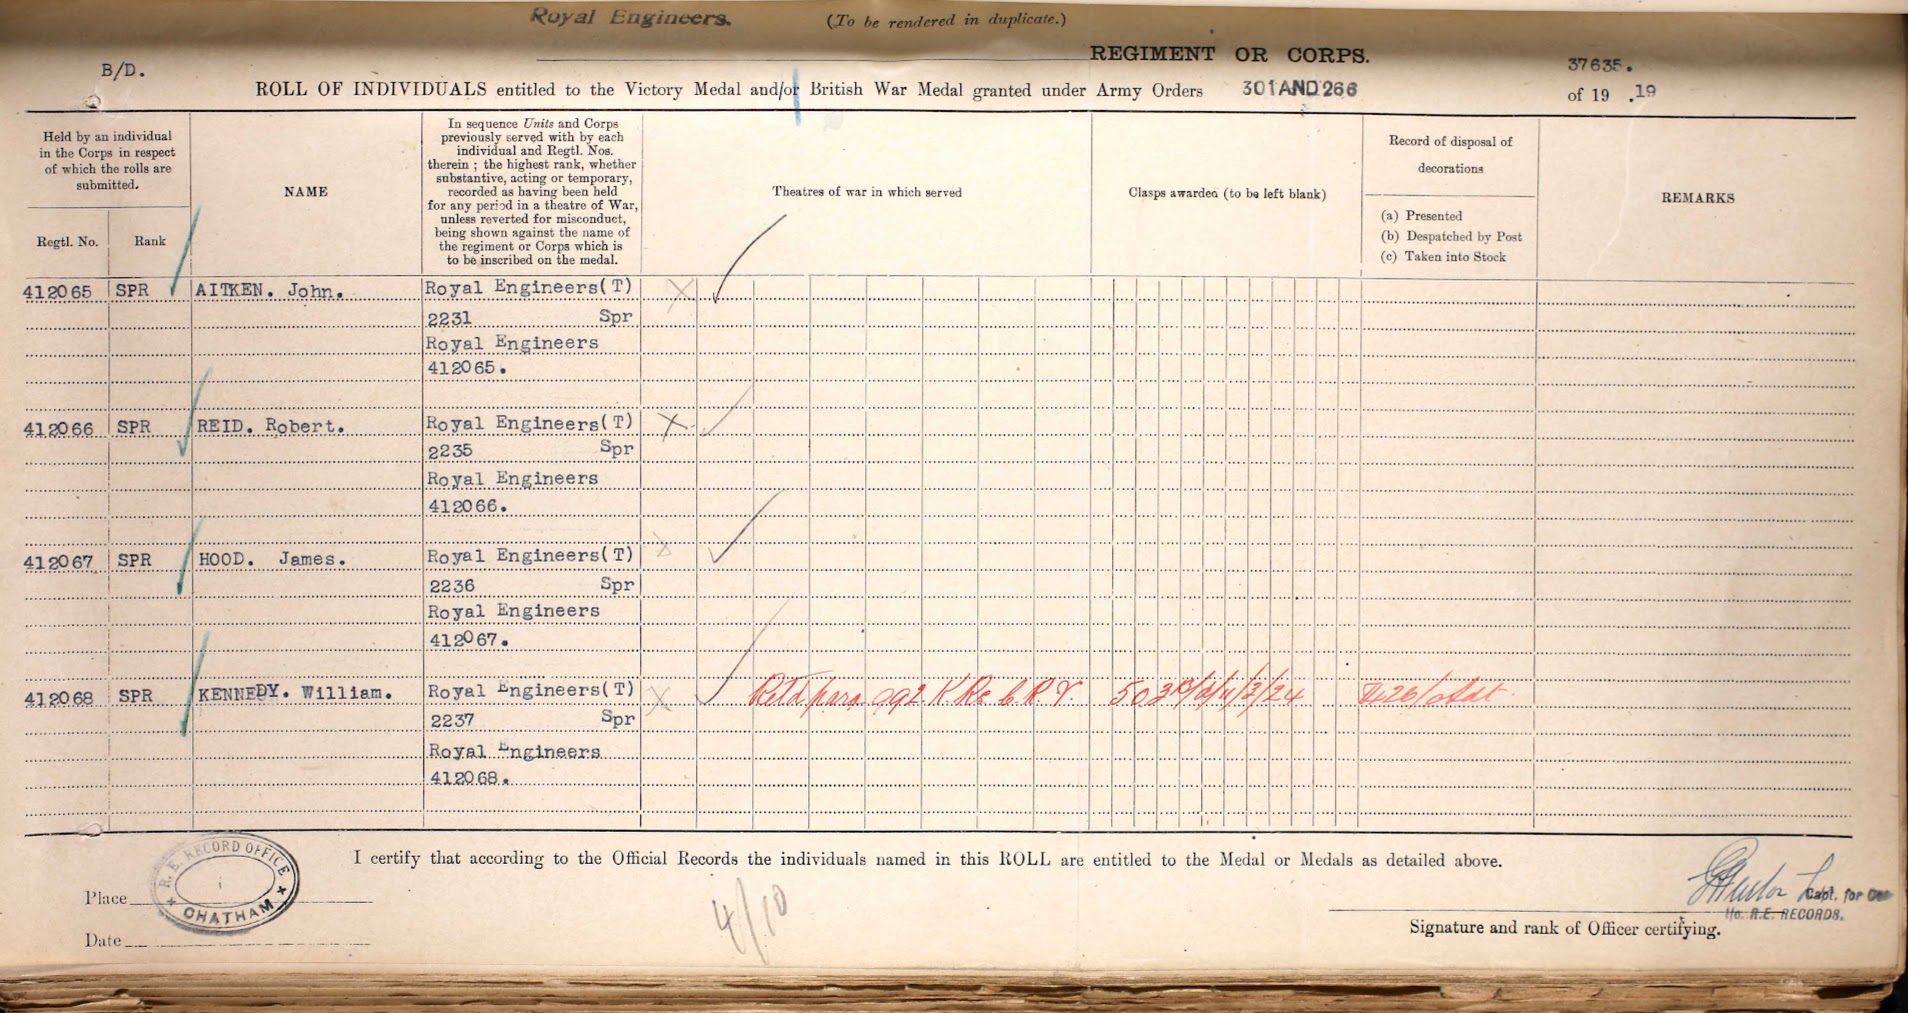 Royal Engineers. (To be rendered in duplicate.)
REGIMENT OR CORPS.
B/D. 37635.
ROLL OF INDIVIDUALS entitled to the Victory Medal and/or British War Medal granted under Army Orders 301AND266 of 19 .19
Held by an individual
in the Corps in respect
of which the rolls are
submitted.
Regtl. No. Rank
NAME
In sequence Units and Corps
previously served with by each
individual and Regtl. Nos.
therein ; the highest rank, whether
substantive, acting or temporary,
recorded as having been held
for any period in a theatre of War,
unless reverted for misconduct,
being shown against the name of
the regiment or Corps which is
to be inscribed on the medal.
Theatres of war in which served
Clasps awarded (to be left blank)
Record of disposal of
decorations
(a) Presented
(b) Despatched by Post
(c) Taken into Stock
REMARKS
412065 SPR AITKEN. John. Royal Engineers(T) X
2231 Spr
Royal Engineers
412065.
412066 SPR REID. Robert. Royal Engineers(T) X
2235 Spr
Royal Engineers
412066.
412067 SPR HOOD. James. Royal Engineers(T) X
2236 Spr
Royal Engineers
412067.
412068 SPR KENNEDY. William. Royal Engineers(T) X Retd para 992 K Rs
2237 Spr
Royal Engineers
412068.
I certify that according to the Official Records the individuals named in this ROLL are entitled to the Medal or Medals as detailed above.
R.E. RECORD OFFICE
CHATHAM
Place
Date
4/10
Capt. for
I/o. R.E. RECORDS.
Signature and rank of Officer certifying.